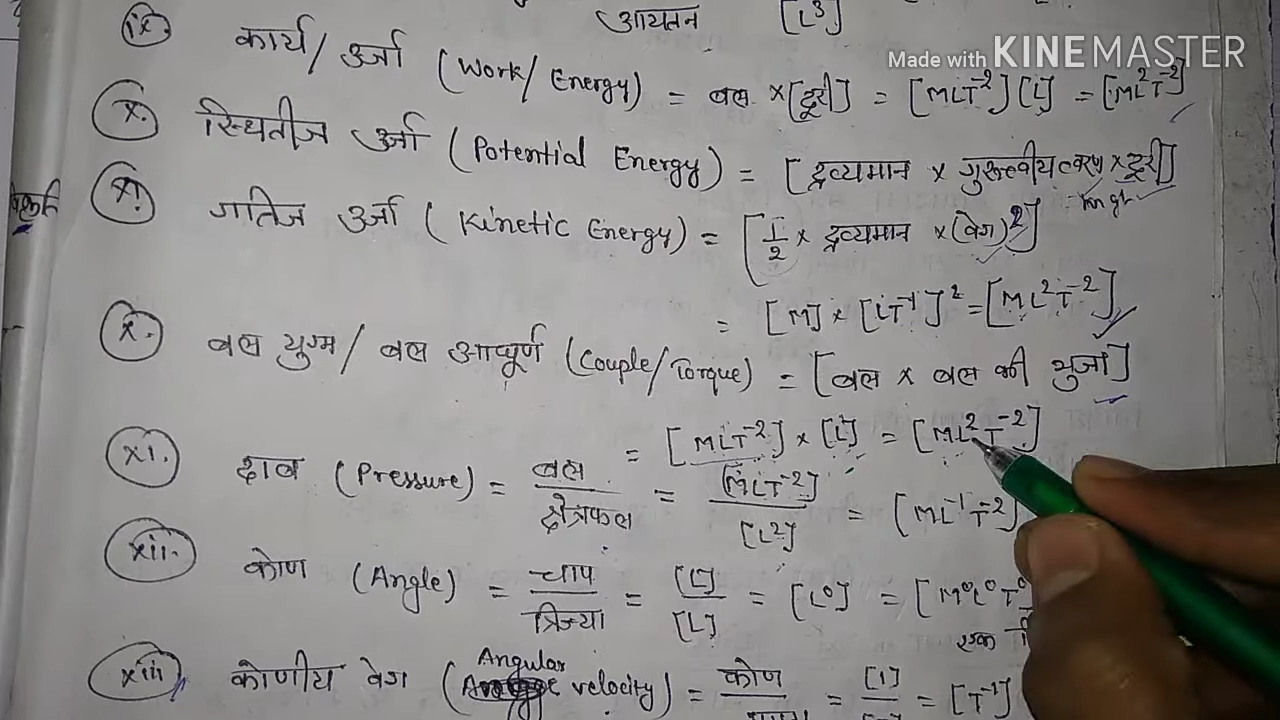 आयतन [L³]
Made with KINEMASTER
ix. कार्य/ उर्जा (Work/ Energy) = बल × [दूरी] = [MLT⁻²] [L] = [ML²T⁻²]
x. स्थितीज उर्जा (Potential Energy) = [द्रव्यमान × गुरूत्वीय त्वरण × दूरी]
xi. गतिज उर्जा (Kinetic Energy) = [1/2 × द्रव्यमान × (वेग)²]
= [M] × [LT⁻¹]² = [ML²T⁻²]
x. बल युग्म/ बल आघूर्ण (Couple/Torque) = [बल × बल की भुजा]
= [MLT⁻²] × [L] = [ML²T⁻²]
xi. दाब (Pressure) = बल/क्षेत्रफल = [MLT⁻²]/[L²] = [ML⁻¹T⁻²]
xii. कोण (Angle) = चाप/त्रिज्या = [L]/[L] = [L⁰] = [M⁰L⁰T⁰
xiii. कोणीय वेग (Angular velocity) = कोण = [1] = [T⁻¹]